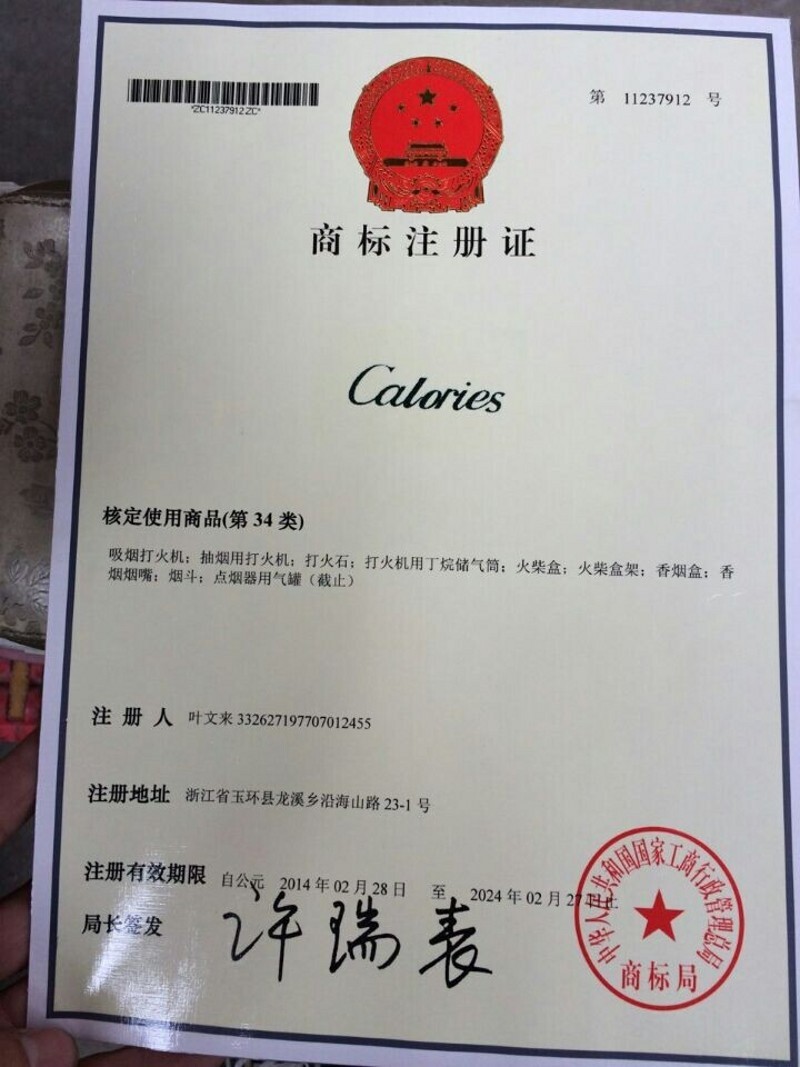 *ZC11237912ZC*
第 11237912 号
商标注册证
Calories
核定使用商品(第 34 类)
吸烟打火机；抽烟用打火机；打火石；打火机用丁烷储气筒；火柴盒；火柴盒架；香烟盒；香
烟烟嘴；烟斗；点烟器用气罐（截止）
注册人 叶文来 332627197707012455
注册地址 浙江省玉环县龙溪乡沿海山路 23-1 号
注册有效期限 自公元 2014 年 02 月 28 日 至 2024 年 02 月 27 日止
局长签发 许瑞表
中华人民共和国国家工商行政管理总局
商标局